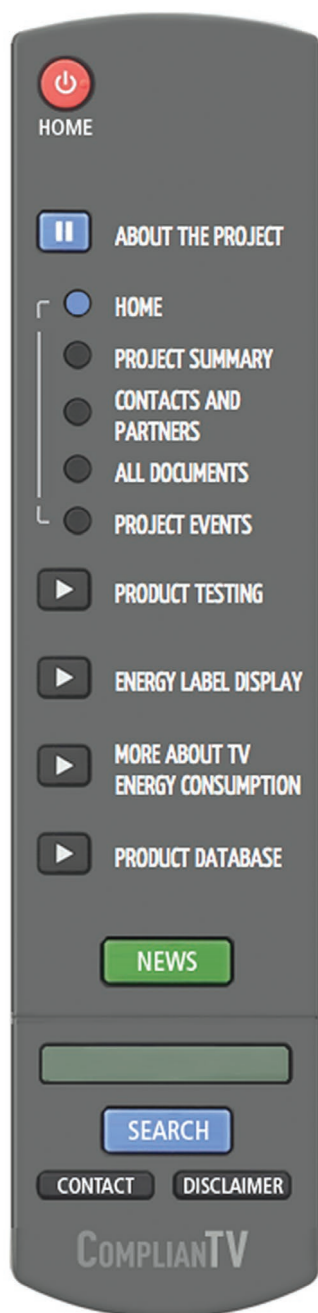 HOME
ABOUT THE PROJECT
HOME
PROJECT SUMMARY
CONTACTS AND
PARTNERS
ALL DOCUMENTS
PROJECT EVENTS
PRODUCT TESTING
ENERGY LABEL DISPLAY
MORE ABOUT TV
ENERGY CONSUMPTION
PRODUCT DATABASE
NEWS
SEARCH
CONTACT DISCLAIMER
COMPLIANTV